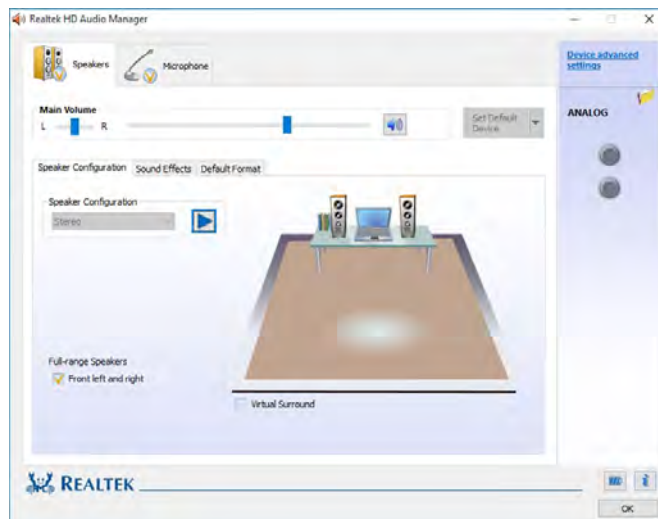 Realtek HD Audio Manager
Speakers
Microphone
Device advanced
settings
Main Volume
L R
Set Default
Device
ANALOG
Speaker Configuration Sound Effects Default Format
Speaker Configuration
Stereo
Full-range Speakers
Front left and right
Virtual Surround
REALTEK
i
OK